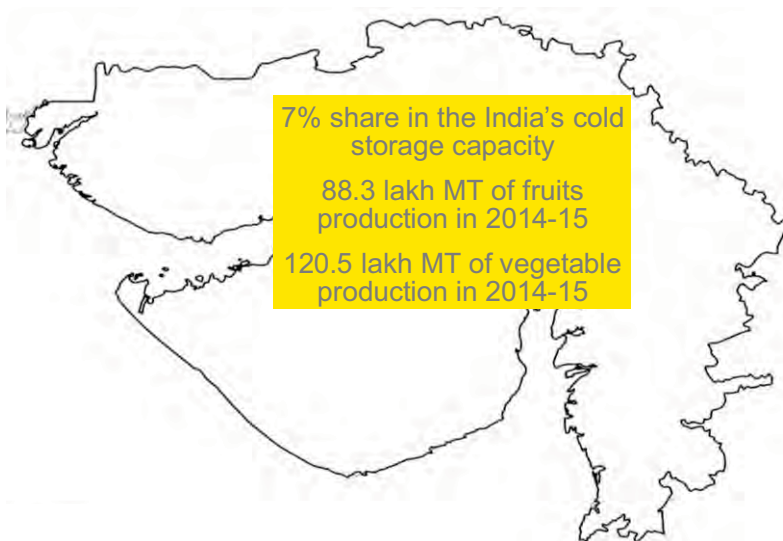 7% share in the India's cold
storage capacity
88.3 lakh MT of fruits
production in 2014-15
120.5 lakh MT of vegetable
production in 2014-15